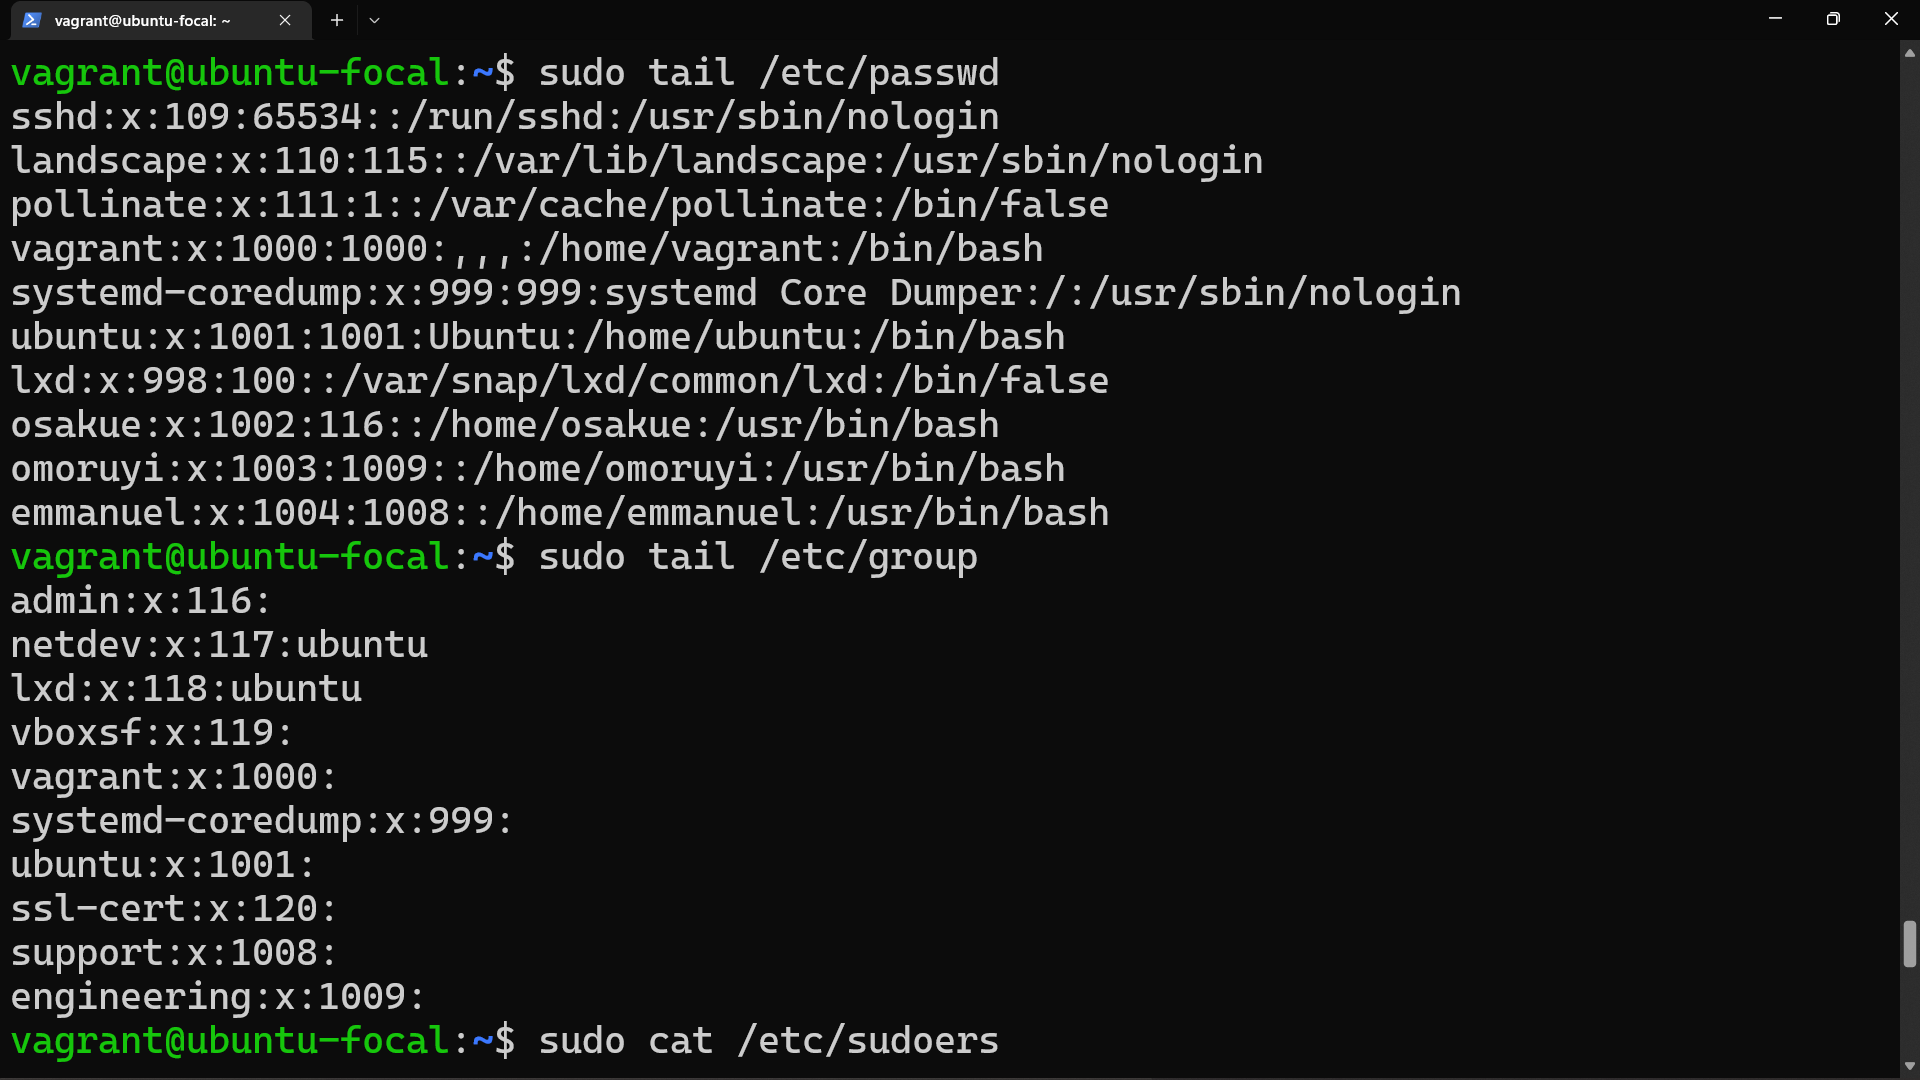 vagrant@ubuntu-focal: ~
vagrant@ubuntu-focal:~$ sudo tail /etc/passwd
sshd:x:109:65534::/run/sshd:/usr/sbin/nologin
landscape:x:110:115::/var/lib/landscape:/usr/sbin/nologin
pollinate:x:111:1::/var/cache/pollinate:/bin/false
vagrant:x:1000:1000:,,,:/home/vagrant:/bin/bash
systemd-coredump:x:999:999:systemd Core Dumper:/:/usr/sbin/nologin
ubuntu:x:1001:1001:Ubuntu:/home/ubuntu:/bin/bash
lxd:x:998:100::/var/snap/lxd/common/lxd:/bin/false
osakue:x:1002:116::/home/osakue:/usr/bin/bash
omoruyi:x:1003:1009::/home/omoruyi:/usr/bin/bash
emmanuel:x:1004:1008::/home/emmanuel:/usr/bin/bash
vagrant@ubuntu-focal:~$ sudo tail /etc/group
admin:x:116:
netdev:x:117:ubuntu
lxd:x:118:ubuntu
vboxsf:x:119:
vagrant:x:1000:
systemd-coredump:x:999:
ubuntu:x:1001:
ssl-cert:x:120:
support:x:1008:
engineering:x:1009:
vagrant@ubuntu-focal:~$ sudo cat /etc/sudoers